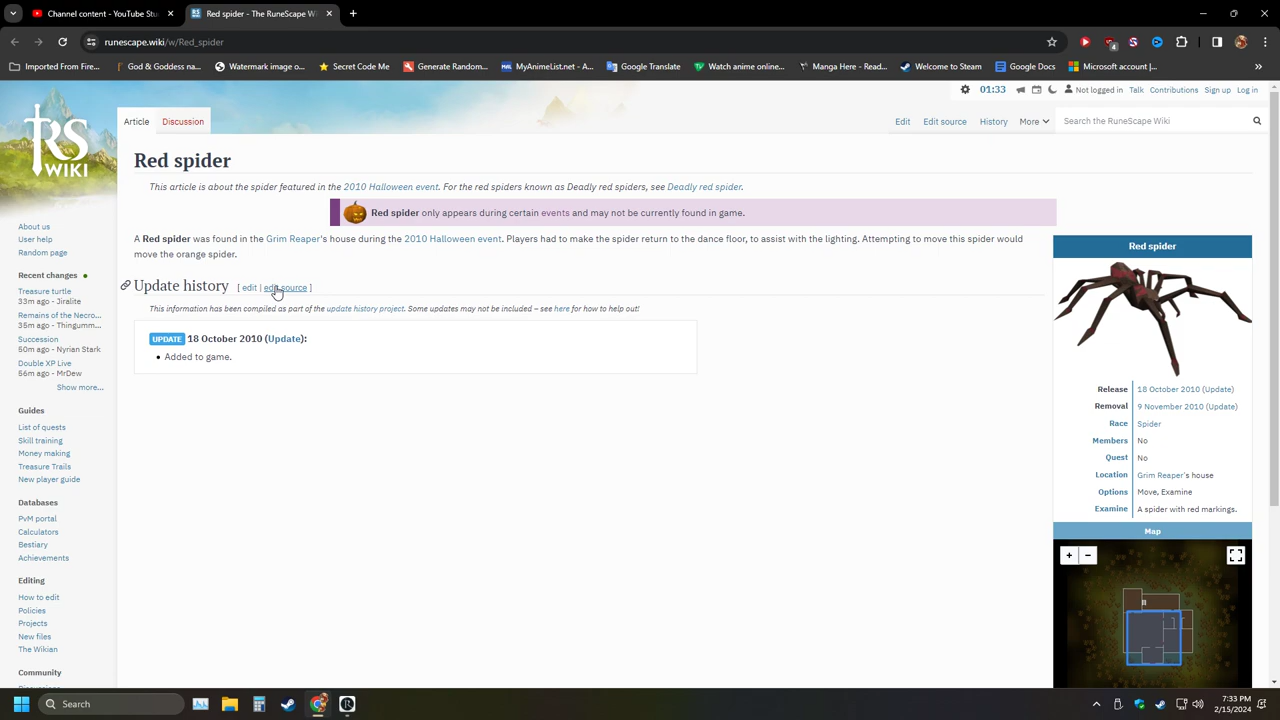 Channel content - YouTube Stu
Red spider - The RuneScape Wi
runescape.wiki/w/Red_spider
4
Imported From Fire...
God & Goddess na...
Watermark image o...
Secret Code Me
Generate Random...
MyAnimeList.net - A...
Google Translate
Watch anime online...
Manga Here - Read...
Welcome to Steam
Google Docs
Microsoft account |...
»
All Bookmarks
01:33
Not logged in Talk Contributions Sign up Log in
RS
WIKI
Article Discussion
Edit Edit source History More
Search the RuneScape Wiki
Red spider
This article is about the spider featured in the 2010 Halloween event. For the red spiders known as Deadly red spiders, see Deadly red spider.
Red spider only appears during certain events and may not be currently found in game.
A Red spider was found in the Grim Reaper's house during the 2010 Halloween event. Players had to make the spider return to the dance floor, to assist with the lighting. Attempting to move this spider would
move the orange spider.
Update history [ edit | edit source ]
This information has been compiled as part of the update history project. Some updates may not be included – see here for how to help out!
UPDATE 18 October 2010 (Update):
• Added to game.
About us
User help
Random page
Recent changes
Treasure turtle
33m ago - Jiralite
Remains of the Necro...
35m ago - Thingumm...
Succession
50m ago - Nyrian Stark
Double XP Live
56m ago - MrDew
Show more...
Guides
List of quests
Skill training
Money making
Treasure Trails
New player guide
Databases
PvM portal
Calculators
Bestiary
Achievements
Editing
How to edit
Policies
Projects
New files
The Wikian
Community
Red spider
Release 18 October 2010 (Update)
Removal 9 November 2010 (Update)
Race Spider
Members No
Quest No
Location Grim Reaper's house
Options Move, Examine
Examine A spider with red markings.
Map
+ −
Search
7:33 PM
2/15/2024